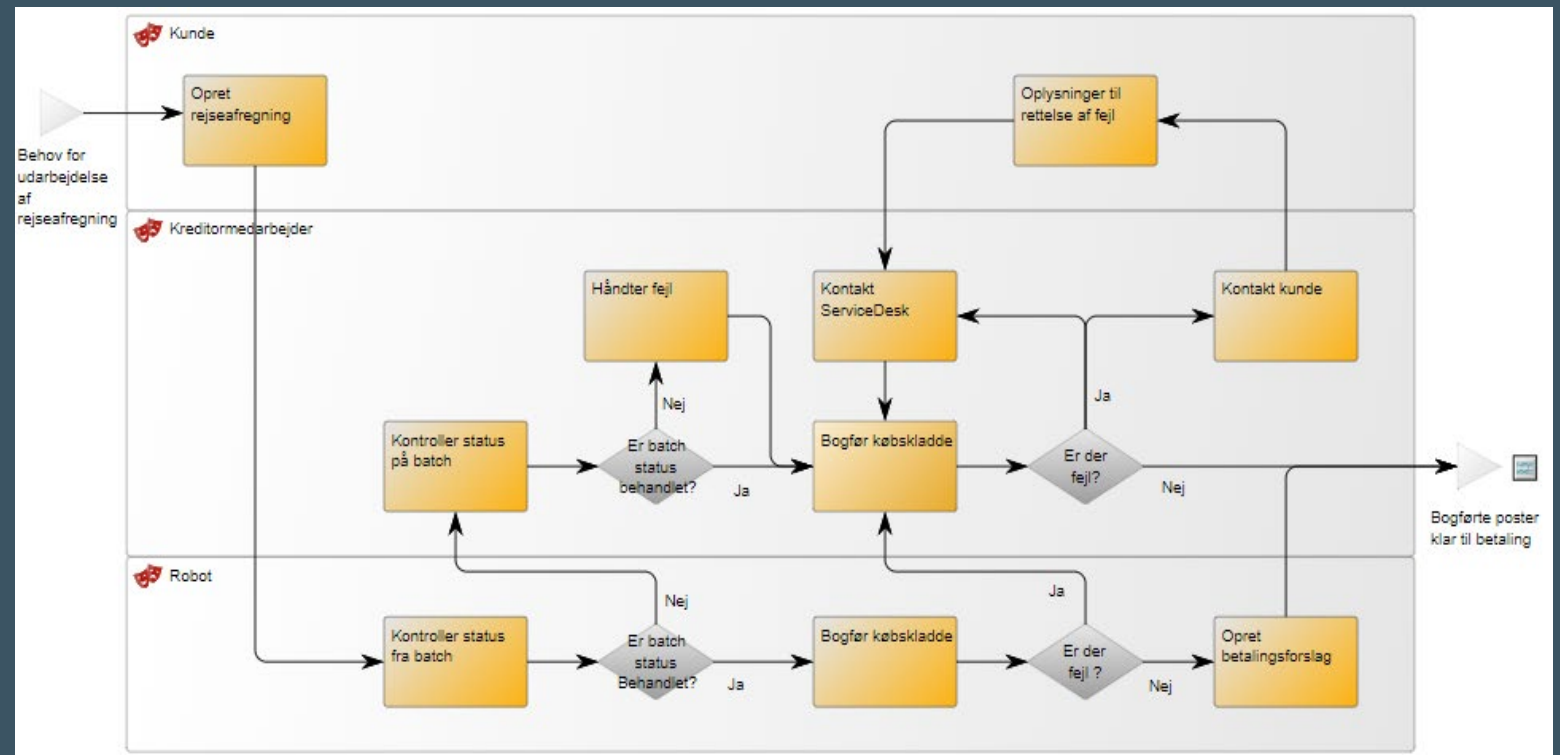 Kunde
Opret
rejseafregning
Oplysninger til
rettelse af fejl
Behov for
udarbejdelse
af
rejseafregning
Kreditormedarbejder
Håndter fejl
Kontakt
ServiceDesk
Kontakt kunde
Nej
Ja
Kontroller status
på batch
Er batch
status
behandlet?
Ja
Bogfør købskladde
Er der
fejl?
Nej
Bogførte poster
klar til betaling
Robot
Nej
Ja
Kontroller status
fra batch
Er batch
status
Behandlet?
Ja
Bogfør købskladde
Er der
fejl ?
Nej
Opret
betalingsforslag